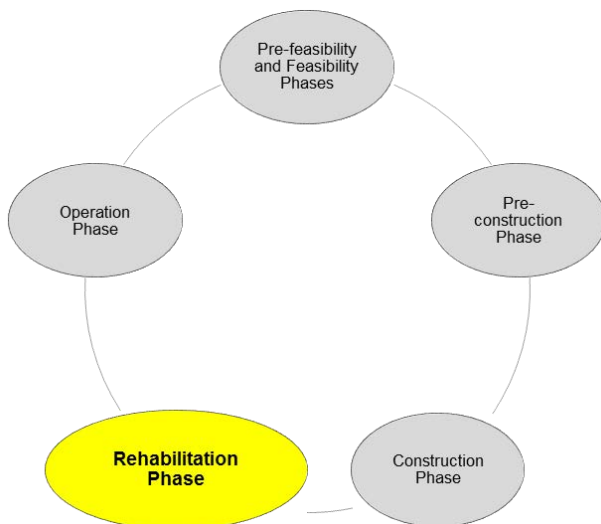 Pre-feasibility
and Feasibility
Phases
Pre-
construction
Phase
Construction
Phase
Rehabilitation
Phase
Operation
Phase